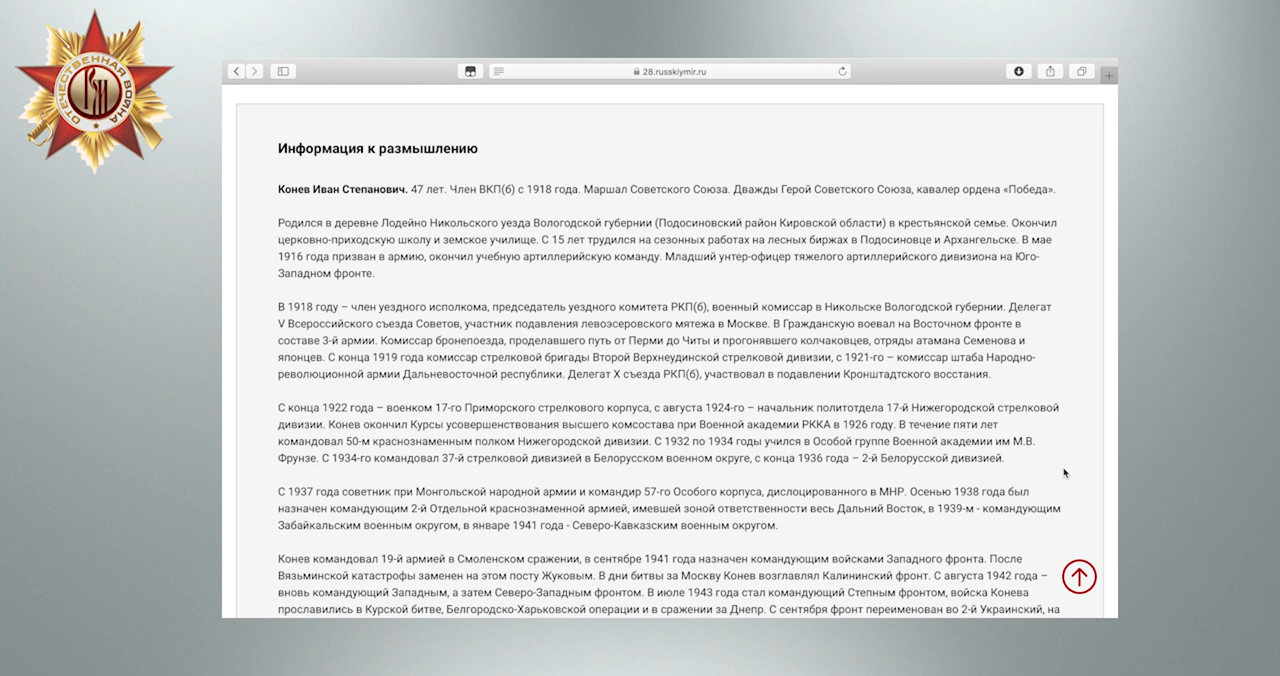 ОТЕЧЕСТВЕННАЯ ВОЙНА
28.russkiymir.ru
Информация к размышлению
Конев Иван Степанович. 47 лет. Член ВКП(б) с 1918 года. Маршал Советского Союза. Дважды Герой Советского Союза, кавалер ордена «Победа».
Родился в деревне Лодейно Никольского уезда Вологодской губернии (Подосиновский район Кировской области) в крестьянской семье. Окончил
церковно-приходскую школу и земское училище. С 15 лет трудился на сезонных работах на лесных биржах в Подосиновце и Архангельске. В мае
1916 года призван в армию, окончил учебную артиллерийскую команду. Младший унтер-офицер тяжелого артиллерийского дивизиона на Юго-
Западном фронте.
В 1918 году – член уездного исполкома, председатель уездного комитета РКП(б), военный комиссар в Никольске Вологодской губернии. Делегат
V Всероссийского съезда Советов, участник подавления левоэсеровского мятежа в Москве. В Гражданскую воевал на Восточном фронте в
составе 3-й армии. Комиссар бронепоезда, проделавшего путь от Перми до Читы и прогонявшего колчаковцев, отряды атамана Семенова и
японцев. С конца 1919 года комиссар стрелковой бригады Второй Верхнеудинской стрелковой дивизии, с 1921-го – комиссар штаба Народно-
революционной армии Дальневосточной республики. Делегат X съезда РКП(б), участвовал в подавлении Кронштадтского восстания.
С конца 1922 года – военком 17-го Приморского стрелкового корпуса, с августа 1924-го – начальник политотдела 17-й Нижегородской стрелковой
дивизии. Конев окончил Курсы усовершенствования высшего комсостава при Военной академии РККА в 1926 году. В течение пяти лет
командовал 50-м краснознаменным полком Нижегородской дивизии. С 1932 по 1934 годы учился в Особой группе Военной академии им М.В.
Фрунзе. С 1934-го командовал 37-й стрелковой дивизией в Белорусском военном округе, с конца 1936 года – 2-й Белорусской дивизией.
С 1937 года советник при Монгольской народной армии и командир 57-го Особого корпуса, дислоцированного в МНР. Осенью 1938 года был
назначен командующим 2-й Отдельной краснознаменной армией, имевшей зоной ответственности весь Дальний Восток, в 1939-м - командующим
Забайкальским военным округом, в январе 1941 года - Северо-Кавказским военным округом.
Конев командовал 19-й армией в Смоленском сражении, в сентябре 1941 года назначен командующим войсками Западного фронта. После
Вязьминской катастрофы заменен на этом посту Жуковым. В дни битвы за Москву Конев возглавлял Калининский фронт. С августа 1942 года –
вновь командующий Западным, а затем Северо-Западным фронтом. В июле 1943 года стал командующий Степным фронтом, войска Конева
прославились в Курской битве, Белгородско-Харьковской операции и в сражении за Днепр. С сентября фронт переименован во 2-й Украинский, на